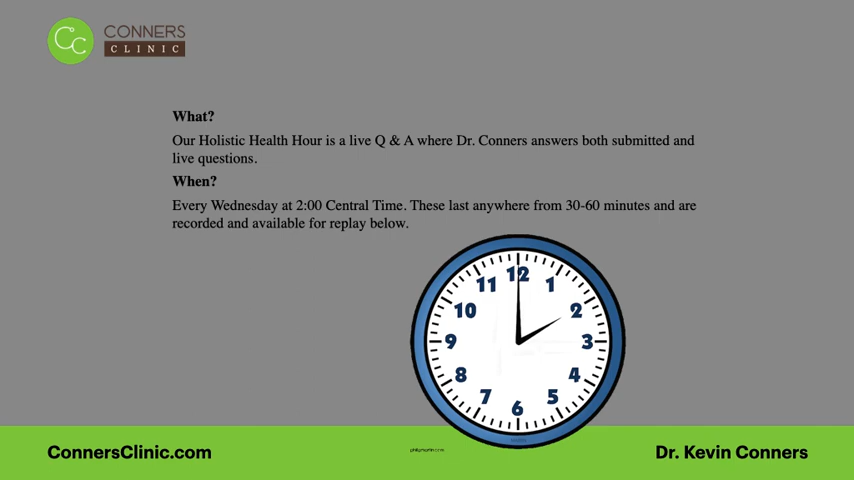 CC
CONNERS
CLINIC
What?
Our Holistic Health Hour is a live Q & A where Dr. Conners answers both submitted and
live questions.
When?
Every Wednesday at 2:00 Central Time. These last anywhere from 30-60 minutes and are
recorded and available for replay below.
12
11
1
10
2
9
3
8
4
7
5
6
ConnersClinic.com
Dr. Kevin Conners